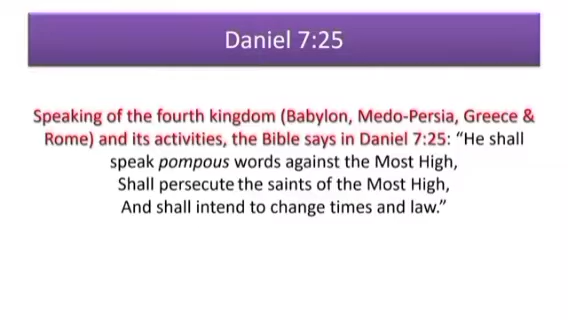 Daniel 7:25
Speaking of the fourth kingdom (Babylon, Medo-Persia, Greece &
Rome) and its activities, the Bible says in Daniel 7:25: “He shall
speak pompous words against the Most High,
Shall persecute the saints of the Most High,
And shall intend to change times and law.”